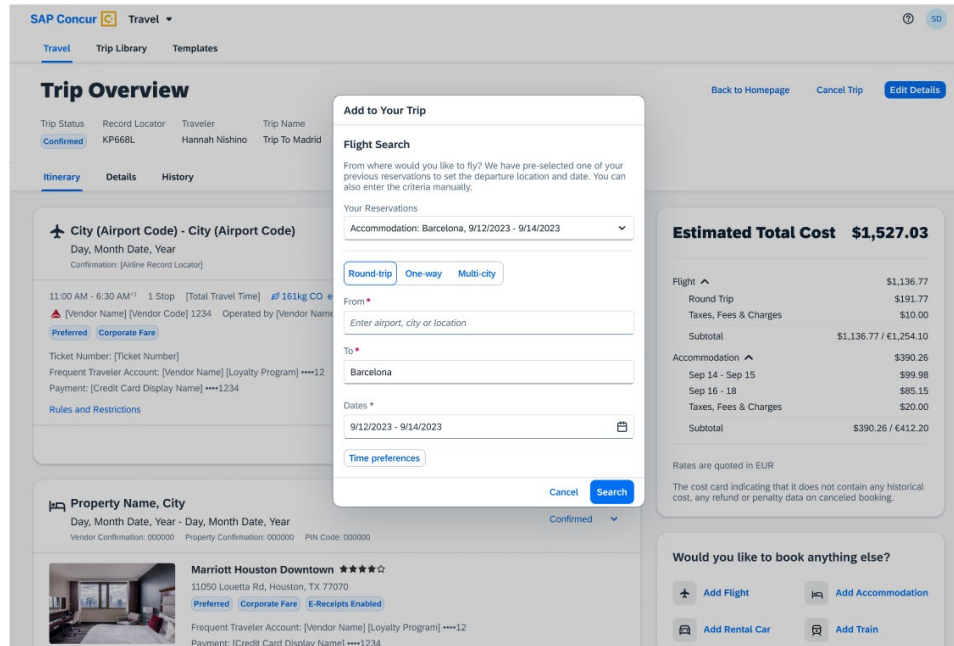 SAP Concur C Travel
SD
Travel Trip Library Templates
Trip Overview
Back to Homepage Cancel Trip Edit Details
Trip Status Record Locator Traveler Trip Name
Confirmed KP668L Hannah Nishino Trip To Madrid
Itinerary Details History
City (Airport Code) - City (Airport Code)
Day, Month Date, Year
Confirmation: [Airline Record Locator]
11:00 AM - 6:30 AM 1 Stop [Total Travel Time] 161kg CO
[Vendor Name] [Vendor Code] 1234 Operated by [Vendor Name
Preferred Corporate Fare
Ticket Number: [Ticket Number]
Frequent Traveler Account: [Vendor Name] [Loyalty Program] ••••12
Payment: [Credit Card Display Name] ••••1234
Rules and Restrictions
Property Name, City
Day, Month Date, Year - Day, Month Date, Year
Confirmed
Vendor Confirmation: 000000 Property Confirmation: 000000 PIN Code: 000000
Marriott Houston Downtown ★★★★☆
11050 Louetta Rd, Houston, TX 77070
Preferred Corporate Fare E-Receipts Enabled
Frequent Traveler Account: [Vendor Name] [Loyalty Program] ••••12
Payment: [Credit Card Display Name] ••••1234
Add to Your Trip
Flight Search
From where would you like to fly? We have pre-selected one of your
previous reservations to set the departure location and date. You can
also enter the criteria manually.
Your Reservations
Accommodation: Barcelona, 9/12/2023 - 9/14/2023
Round-trip One-way Multi-city
From *
Enter airport, city or location
To *
Barcelona
Dates *
9/12/2023 - 9/14/2023
Time preferences
Cancel Search
Estimated Total Cost $1,527.03
Flight $1,136.77
Round Trip $191.77
Taxes, Fees & Charges $10.00
Subtotal $1,136.77 / €1,254.10
Accommodation $390.26
Sep 14 - Sep 15 $99.98
Sep 16 - 18 $85.15
Taxes, Fees & Charges $20.00
Subtotal $390.26 / €412.20
Rates are quoted in EUR
The cost card indicating that it does not contain any historical
cost, any refund or penalty data on canceled booking.
Would you like to book anything else?
Add Flight Add Accommodation
Add Rental Car Add Train